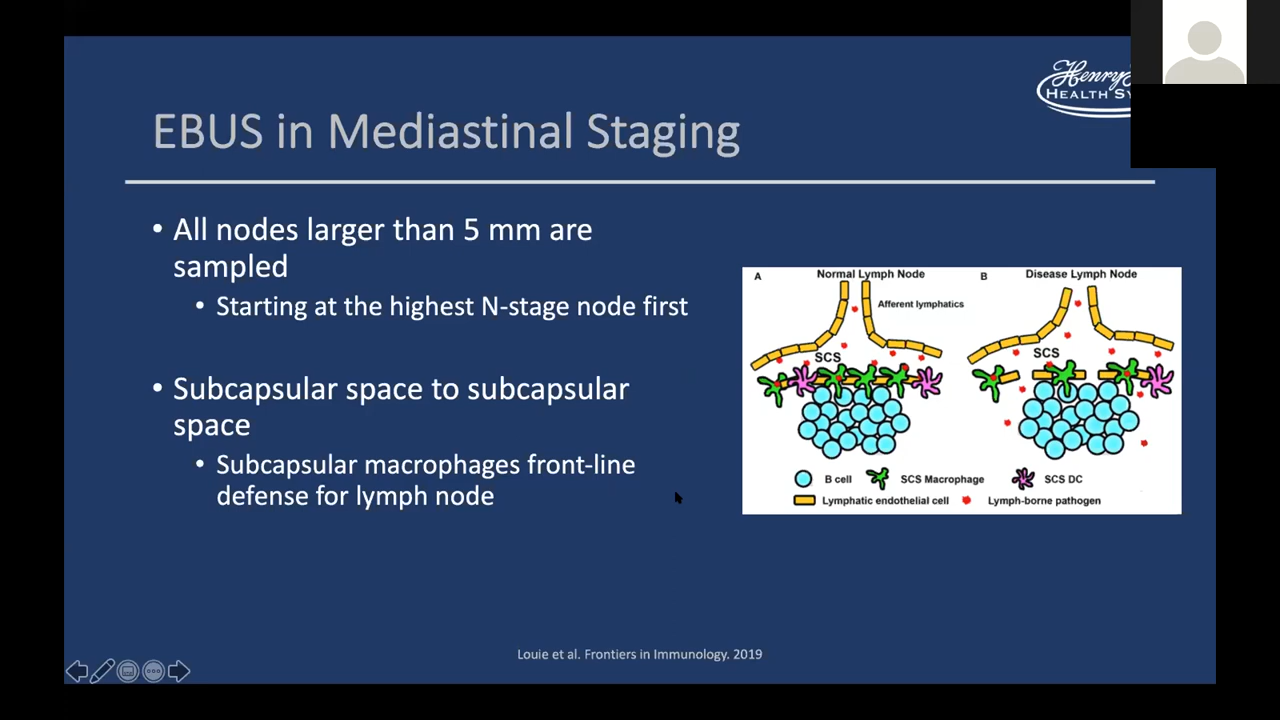 Henry
HEALTH SY
EBUS in Mediastinal Staging
• All nodes larger than 5 mm are
sampled
• Starting at the highest N-stage node first
• Subcapsular space to subcapsular
space
• Subcapsular macrophages front-line
defense for lymph node
A Normal Lymph Node
B Disease Lymph Node
Afferent lymphatics
SCS
SCS
B cell
SCS Macrophage
SCS DC
Lymphatic endothelial cell
Lymph-borne pathogen
Louie et al. Frontiers in Immunology. 2019